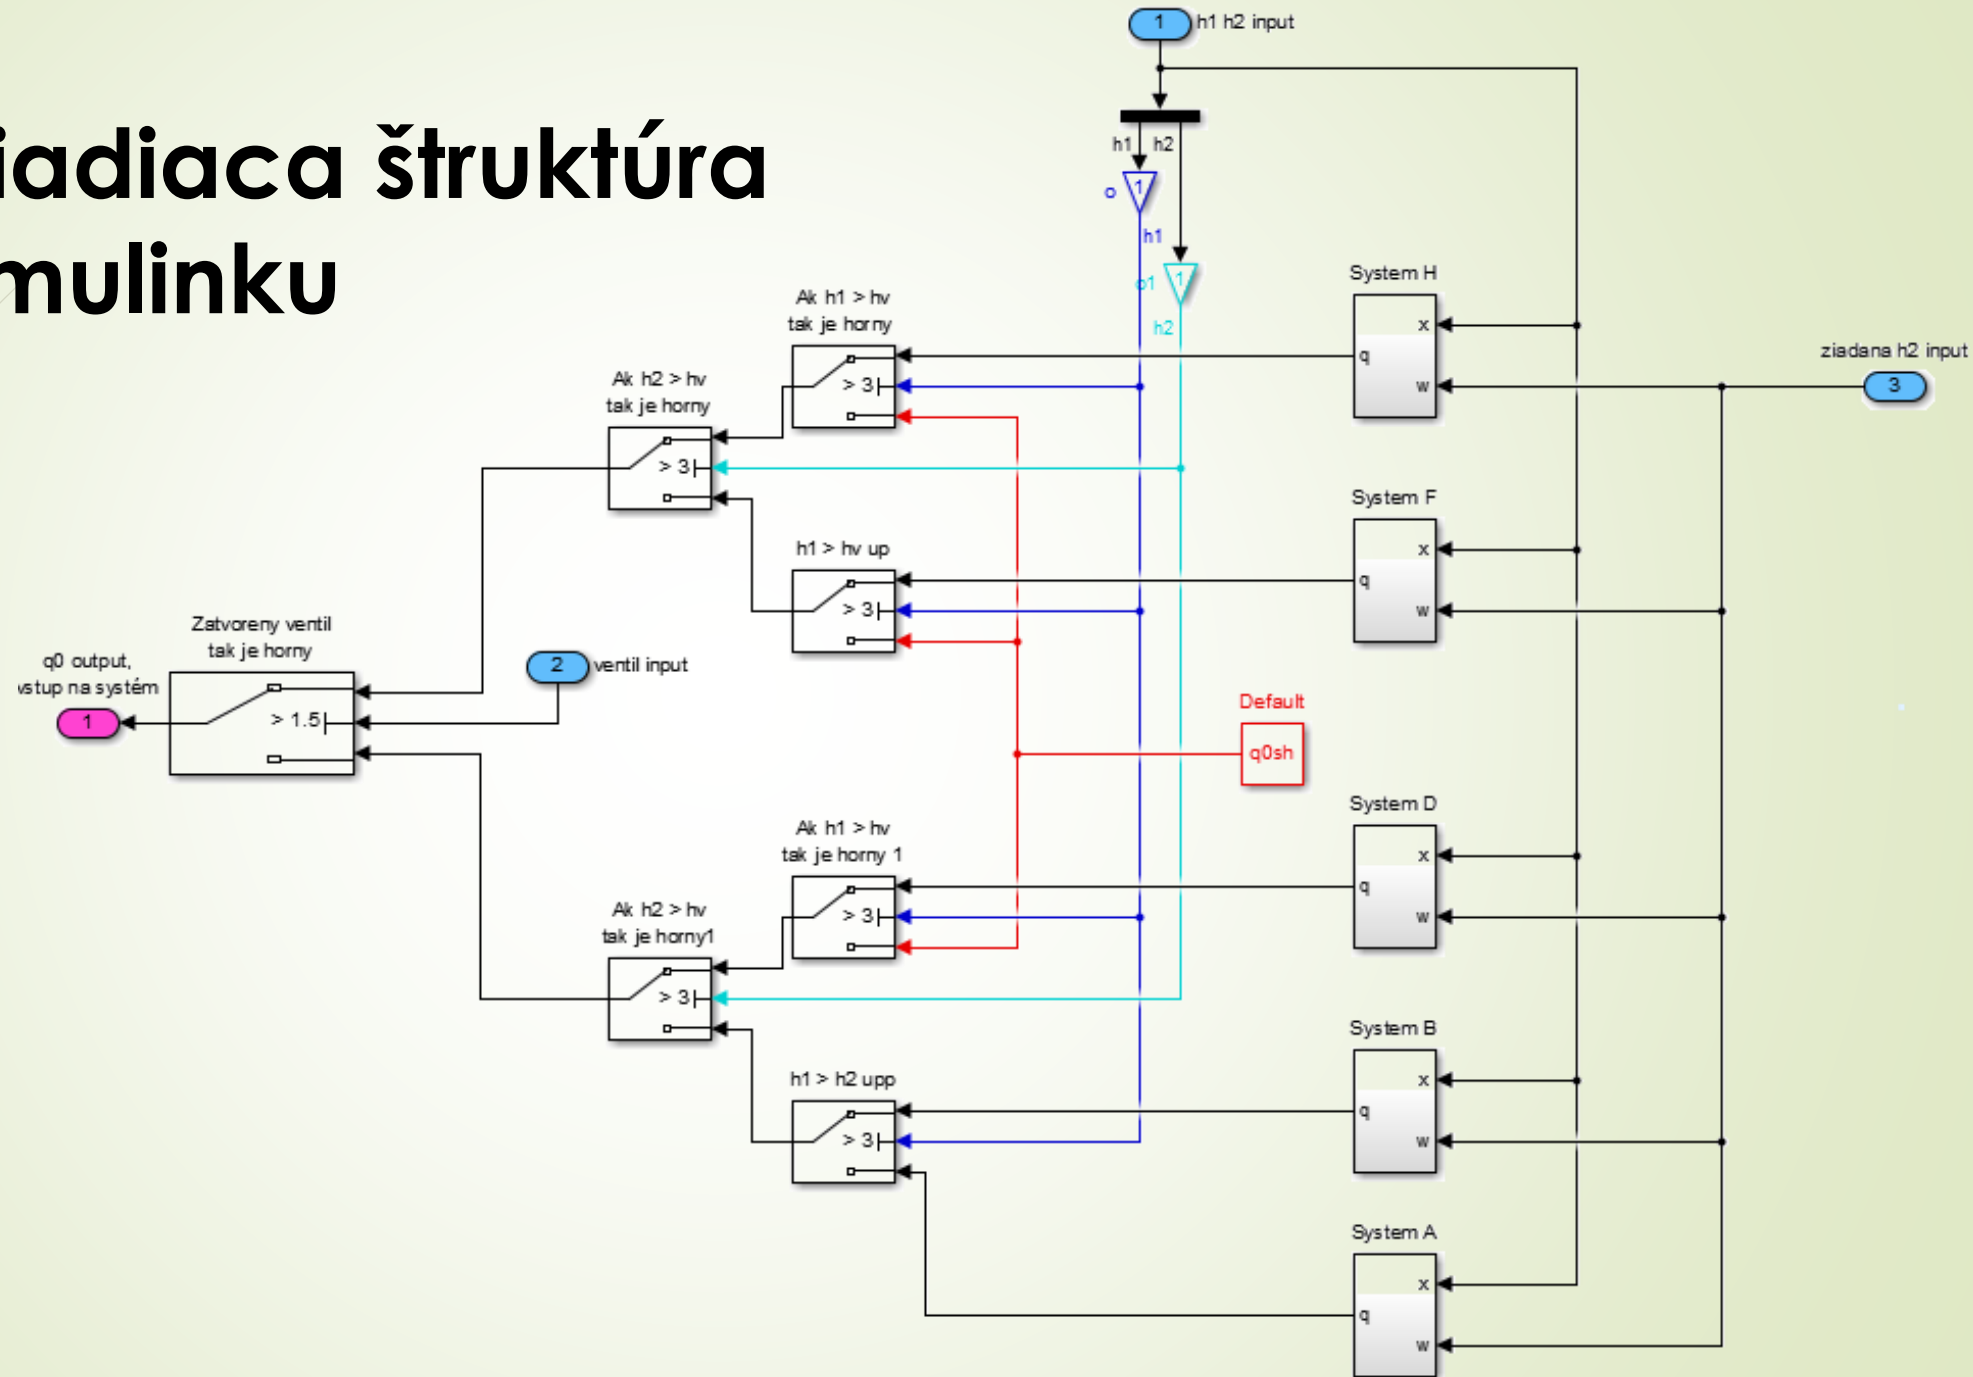 iadiaca štruktúra
mulinku
1
h1 h2 input
h1 h2
1
o
h1
o1
1
h2
System H
x
q
w
ziadana h2 input
3
Ak h1 > hv
tak je horny
> 3
Ak h2 > hv
tak je horny
> 3
System F
x
q
w
h1 > hv up
> 3
Zatvoreny ventil
tak je horny
> 1.5
2
ventil input
q0 output,
vstup na systém
1
Default
q0sh
System D
x
q
w
Ak h1 > hv
tak je horny 1
> 3
Ak h2 > hv
tak je horny1
> 3
System B
x
q
w
h1 > h2 upp
> 3
System A
x
q
w